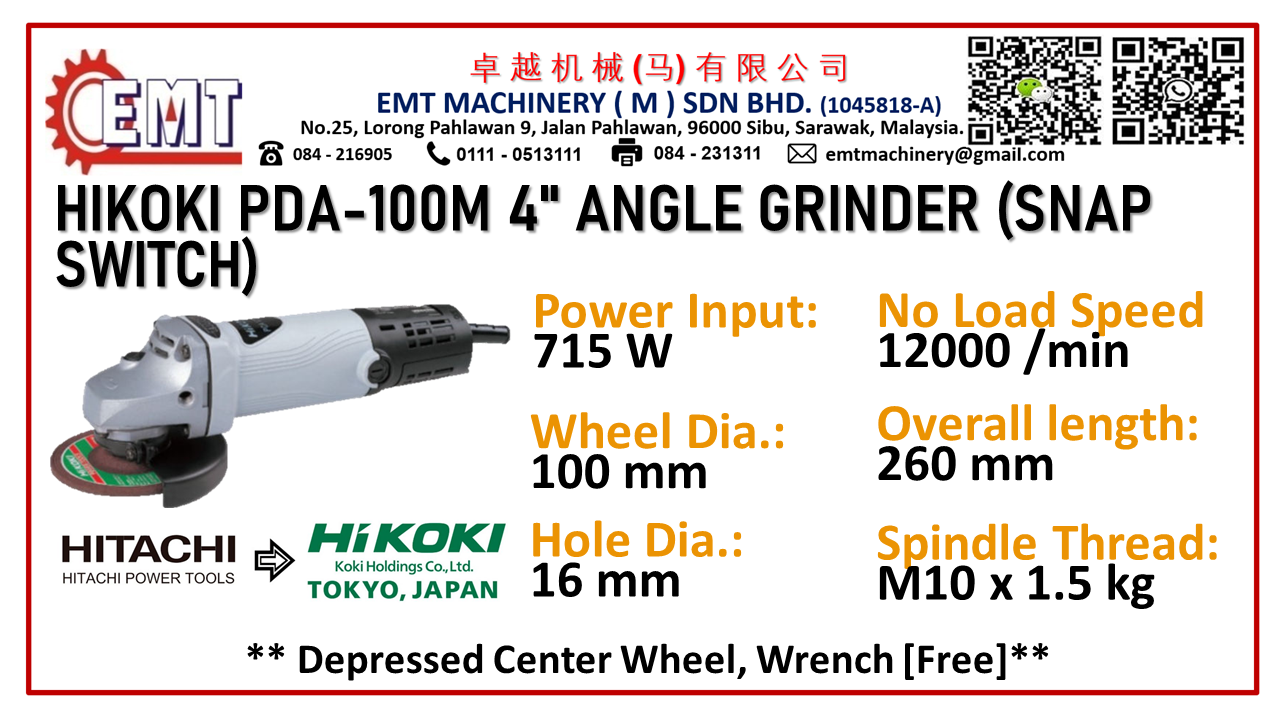 EMT
卓越机械(马)有限公司
EMT MACHINERY ( M ) SDN BHD. (1045818-A)
No.25, Lorong Pahlawan 9, Jalan Pahlawan, 96000 Sibu, Sarawak, Malaysia.
084 - 216905 0111 - 0513111 084 - 231311 emtmachinery@gmail.com
HIKOKI PDA-100M 4" ANGLE GRINDER (SNAP
SWITCH)
Power Input:
715 W
No Load Speed
12000 /min
Wheel Dia.:
100 mm
Overall length:
260 mm
Hole Dia.:
16 mm
Spindle Thread:
M10 x 1.5 kg
HITACHI
HITACHI POWER TOOLS
HiKOKI
Koki Holdings Co., Ltd.
TOKYO, JAPAN
** Depressed Center Wheel, Wrench [Free]**